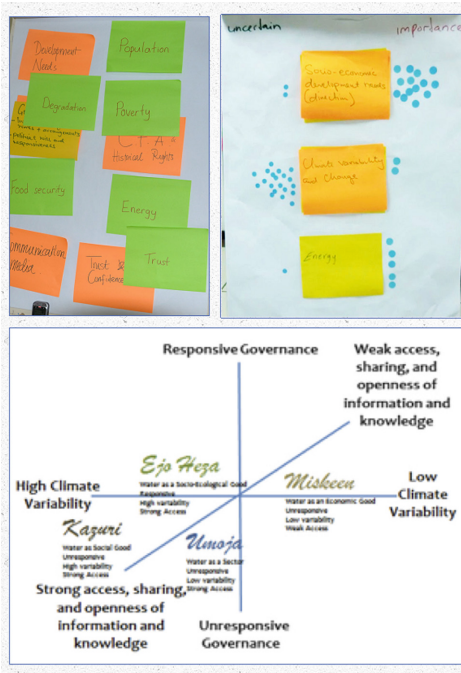 Development
Needs
Population
Degradation
Poverty
C.F.A =
Historical Rights
Food security
Energy
Communication
Trust &
Confidence
Trust
uncertain
importance
Socio-economic
development needs
(direction)
Climate variability
and Change
Energy
Responsive Governance
Weak access,
sharing, and
openness of
information and
knowledge
Ejo Heza
Water as a Socio-Ecological Good
Responsive
High variability
Strong Access
High Climate
Variability
Miskeen
Water as an Economic Good
Unresponsive
Low variability
Weak Access
Low
Climate
Variability
Kazuri
Water as Social Good
Unresponsive
High variability
Strong Access
Umoja
Water as a Sector
Unresponsive
Low variability
Strong Access
Strong access, sharing,
and openness of
information and
knowledge
Unresponsive
Governance